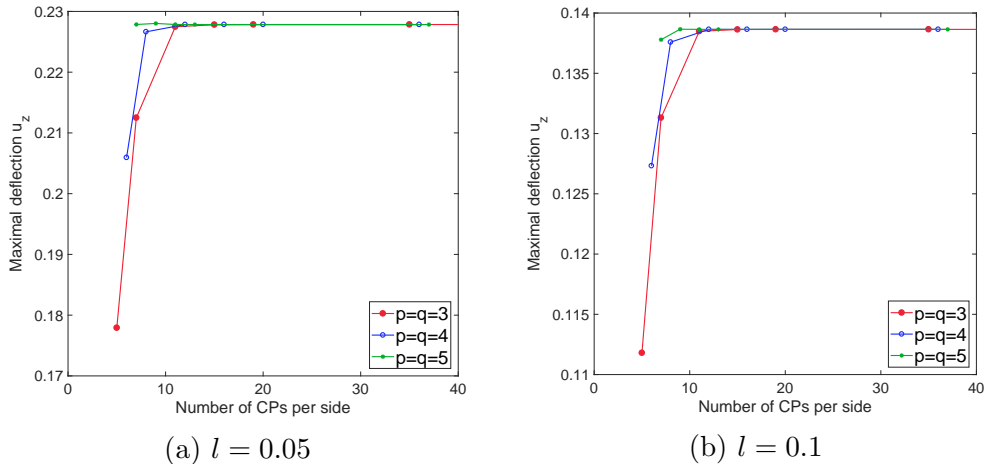 0.23
0.22
0.21
0.2
0.19
0.18
0.17
0
10
20
30
40
Maximal deflection u_z
Number of CPs per side
p=q=3
p=q=4
p=q=5
(a) l = 0.05
0.14
0.135
0.13
0.125
0.12
0.115
0.11
0
10
20
30
40
Maximal deflection u_z
Number of CPs per side
p=q=3
p=q=4
p=q=5
(b) l = 0.1